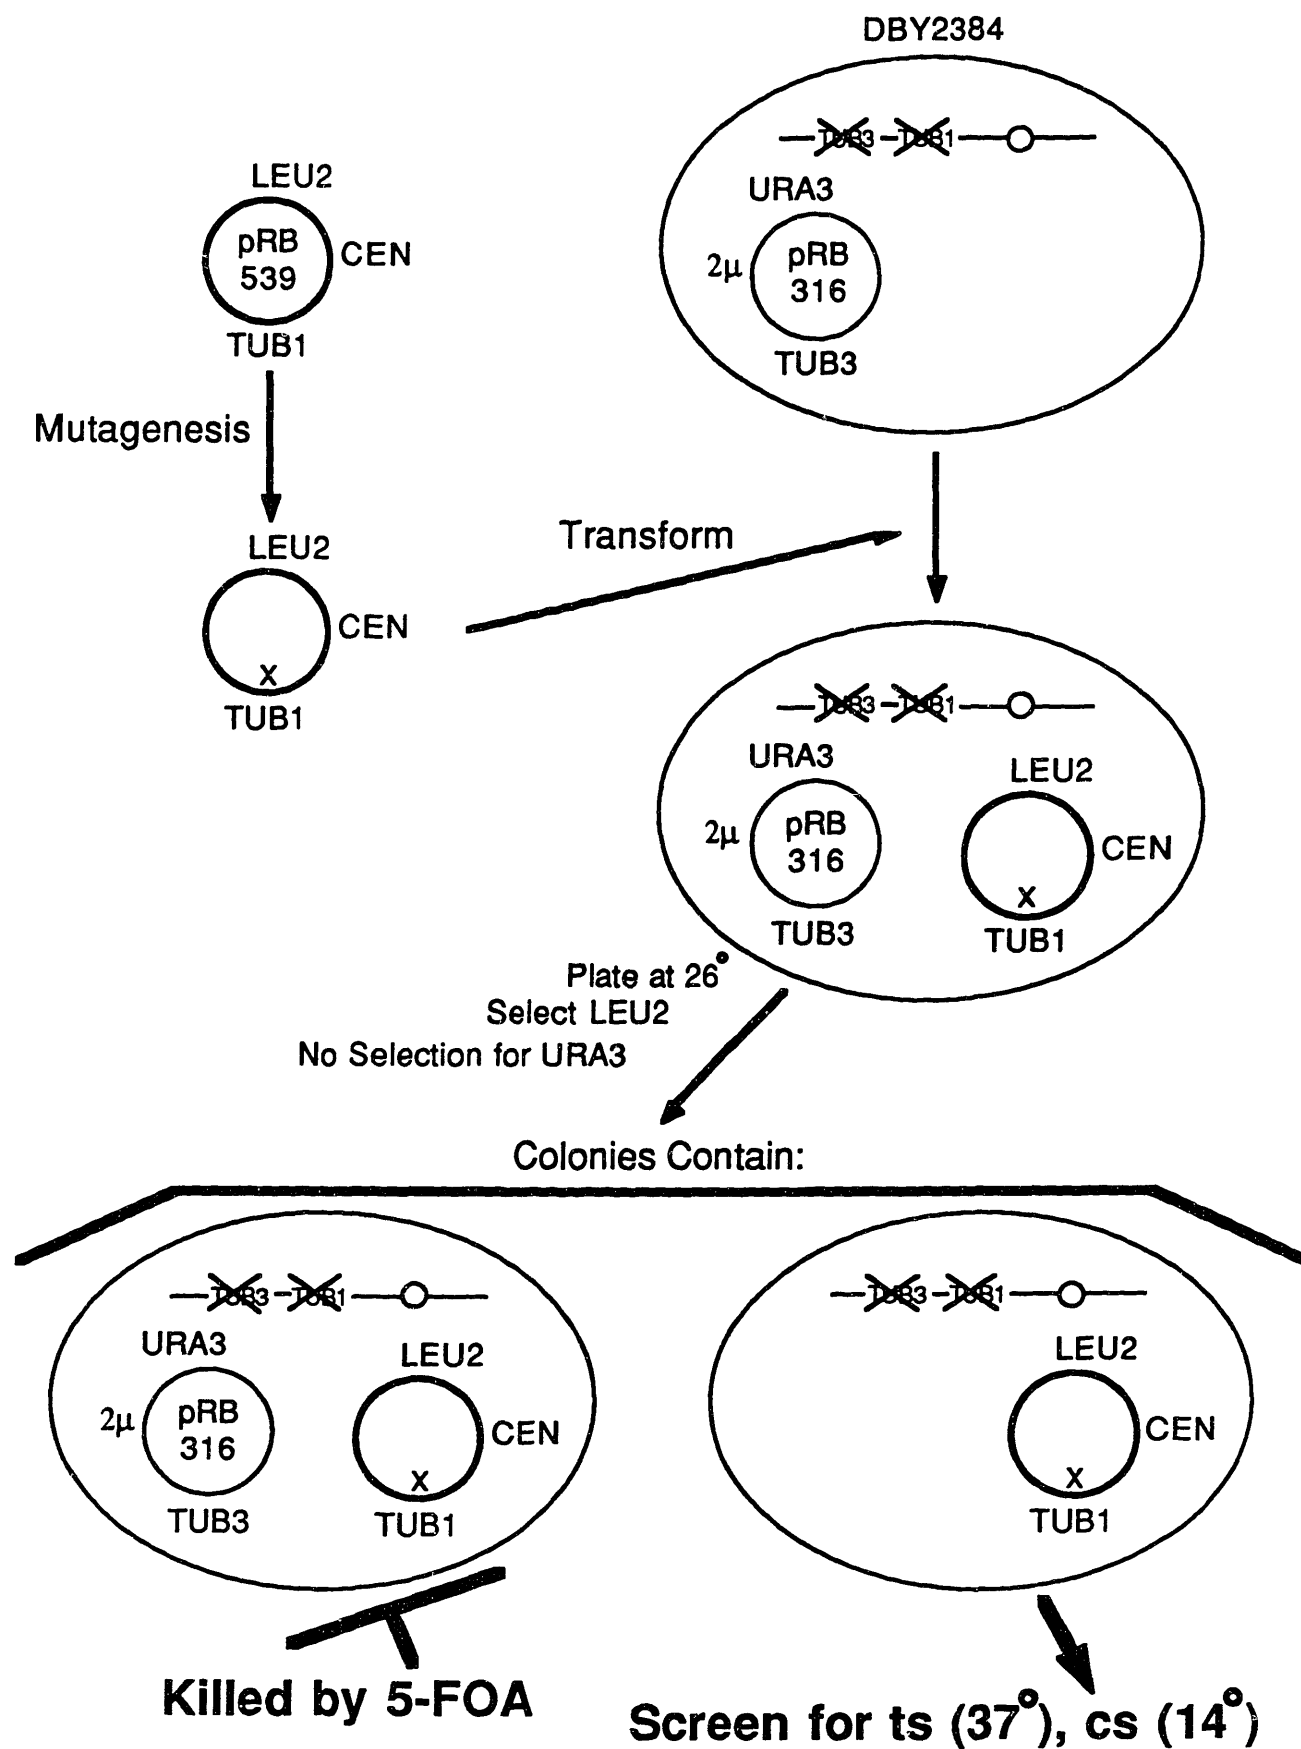 DBY2384
TUB3
TUB1
URA3
2μ
pRB
316
TUB3
LEU2
pRB
539
CEN
TUB1
Mutagenesis
LEU2
CEN
X
TUB1
Transform
TUB3
TUB1
URA3
2μ
pRB
316
TUB3
LEU2
CEN
X
TUB1
Plate at 26°
Select LEU2
No Selection for URA3
Colonies Contain:
TUB3
TUB1
URA3
2μ
pRB
316
TUB3
LEU2
CEN
X
TUB1
TUB3
TUB1
LEU2
CEN
X
TUB1
Killed by 5-FOA
Screen for ts (37°), cs (14°)